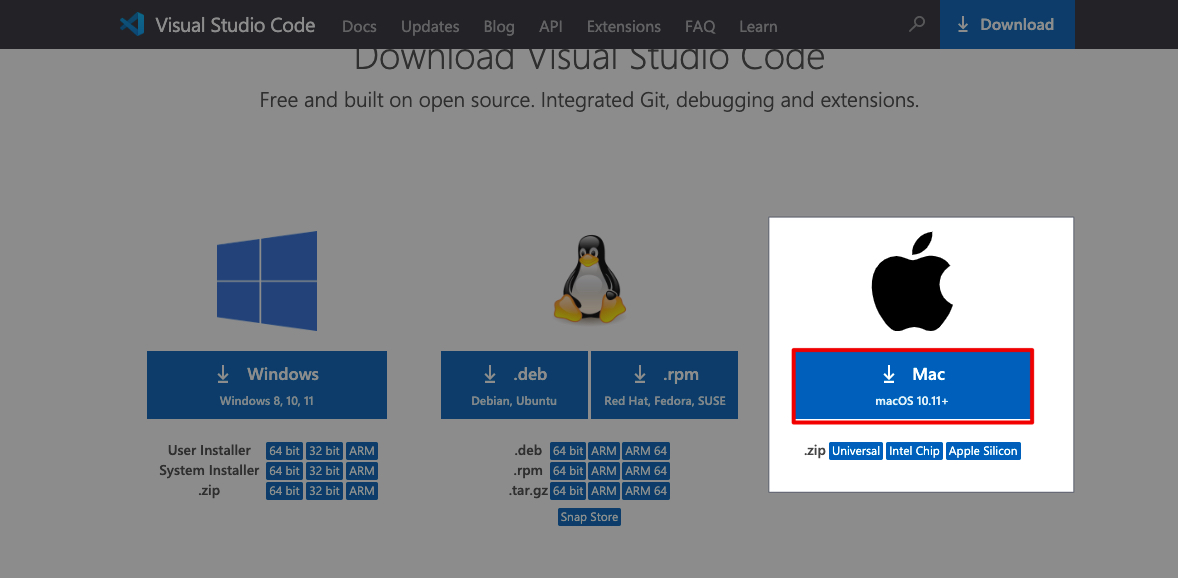 Visual Studio Code Docs Updates Blog API Extensions FAQ Learn Download
Download Visual Studio Code
Free and built on open source. Integrated Git, debugging and extensions.
Windows
Windows 8, 10, 11
User Installer 64 bit 32 bit ARM
System Installer 64 bit 32 bit ARM
.zip 64 bit 32 bit ARM
.deb
Debian, Ubuntu
.rpm
Red Hat, Fedora, SUSE
.deb 64 bit ARM ARM 64
.rpm 64 bit ARM ARM 64
.tar.gz 64 bit ARM ARM 64
Snap Store
Mac
macOS 10.11+
.zip Universal Intel Chip Apple Silicon